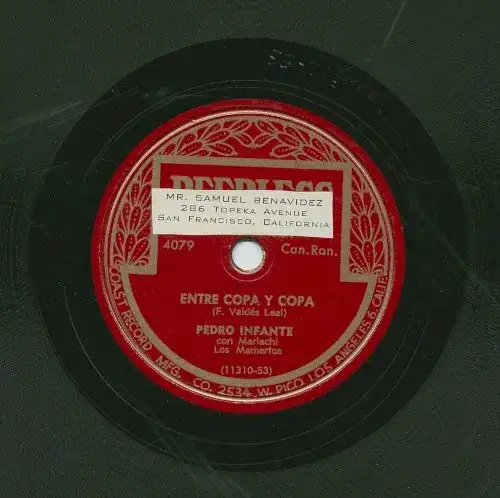 PEERLESS
MR. SAMUEL BENAVIDEZ
286 TOPEKA AVENUE
SAN FRANCISCO, CALIFORNIA
4079
Can. Ran.
ENTRE COPA Y COPA
(F. Valdés Leal)
PEDRO INFANTE
con Mariachi
Los Mamertos
(11310-53)
COAST RECORD MFG. CO. 2534 W. PICO LOS ANGELES 6, CALIF.